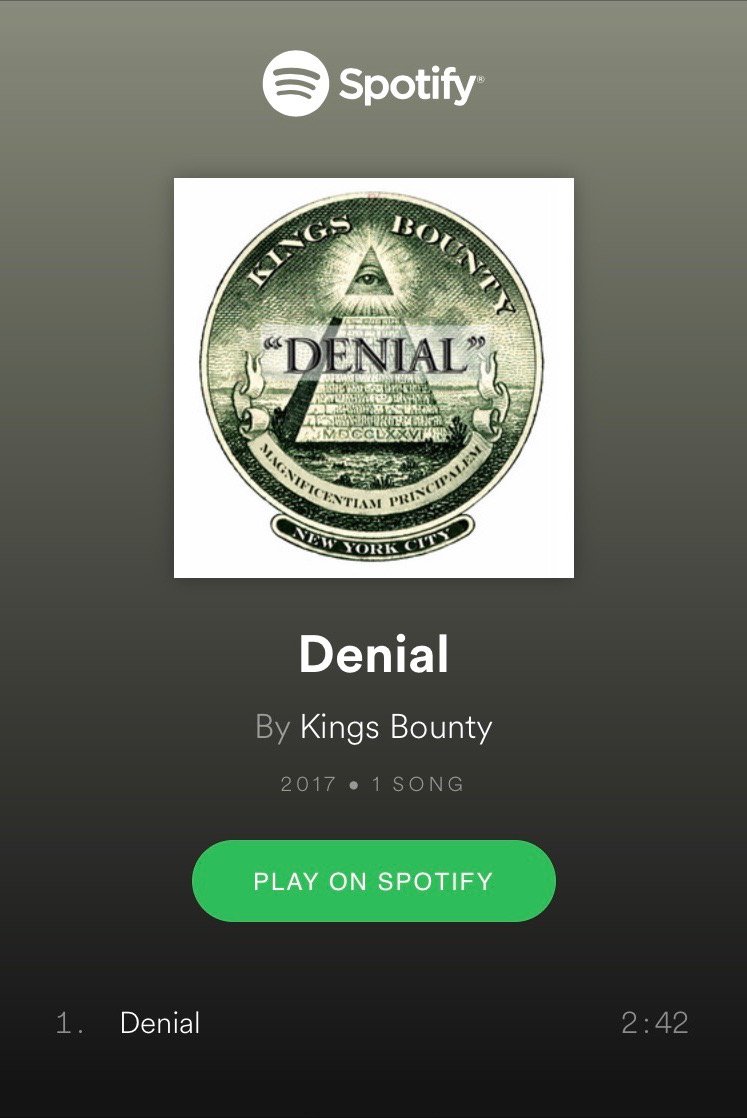 Spotify®
KINGS BOUNTY
"DENIAL"
MDCCLXXVI
MAGNIFICENTIAM PRINCIPALEM
NEW YORK CITY
Denial
By Kings Bounty
2017 • 1 SONG
PLAY ON SPOTIFY
1. Denial 2:42